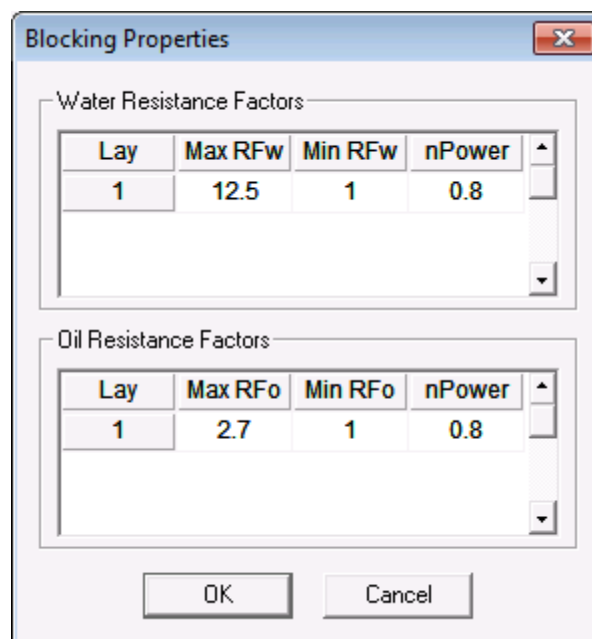 Blocking Properties
Water Resistance Factors
Lay Max RFw Min RFw nPower
1 12.5 1 0.8
Oil Resistance Factors
Lay Max RFo Min RFo nPower
1 2.7 1 0.8
OK Cancel